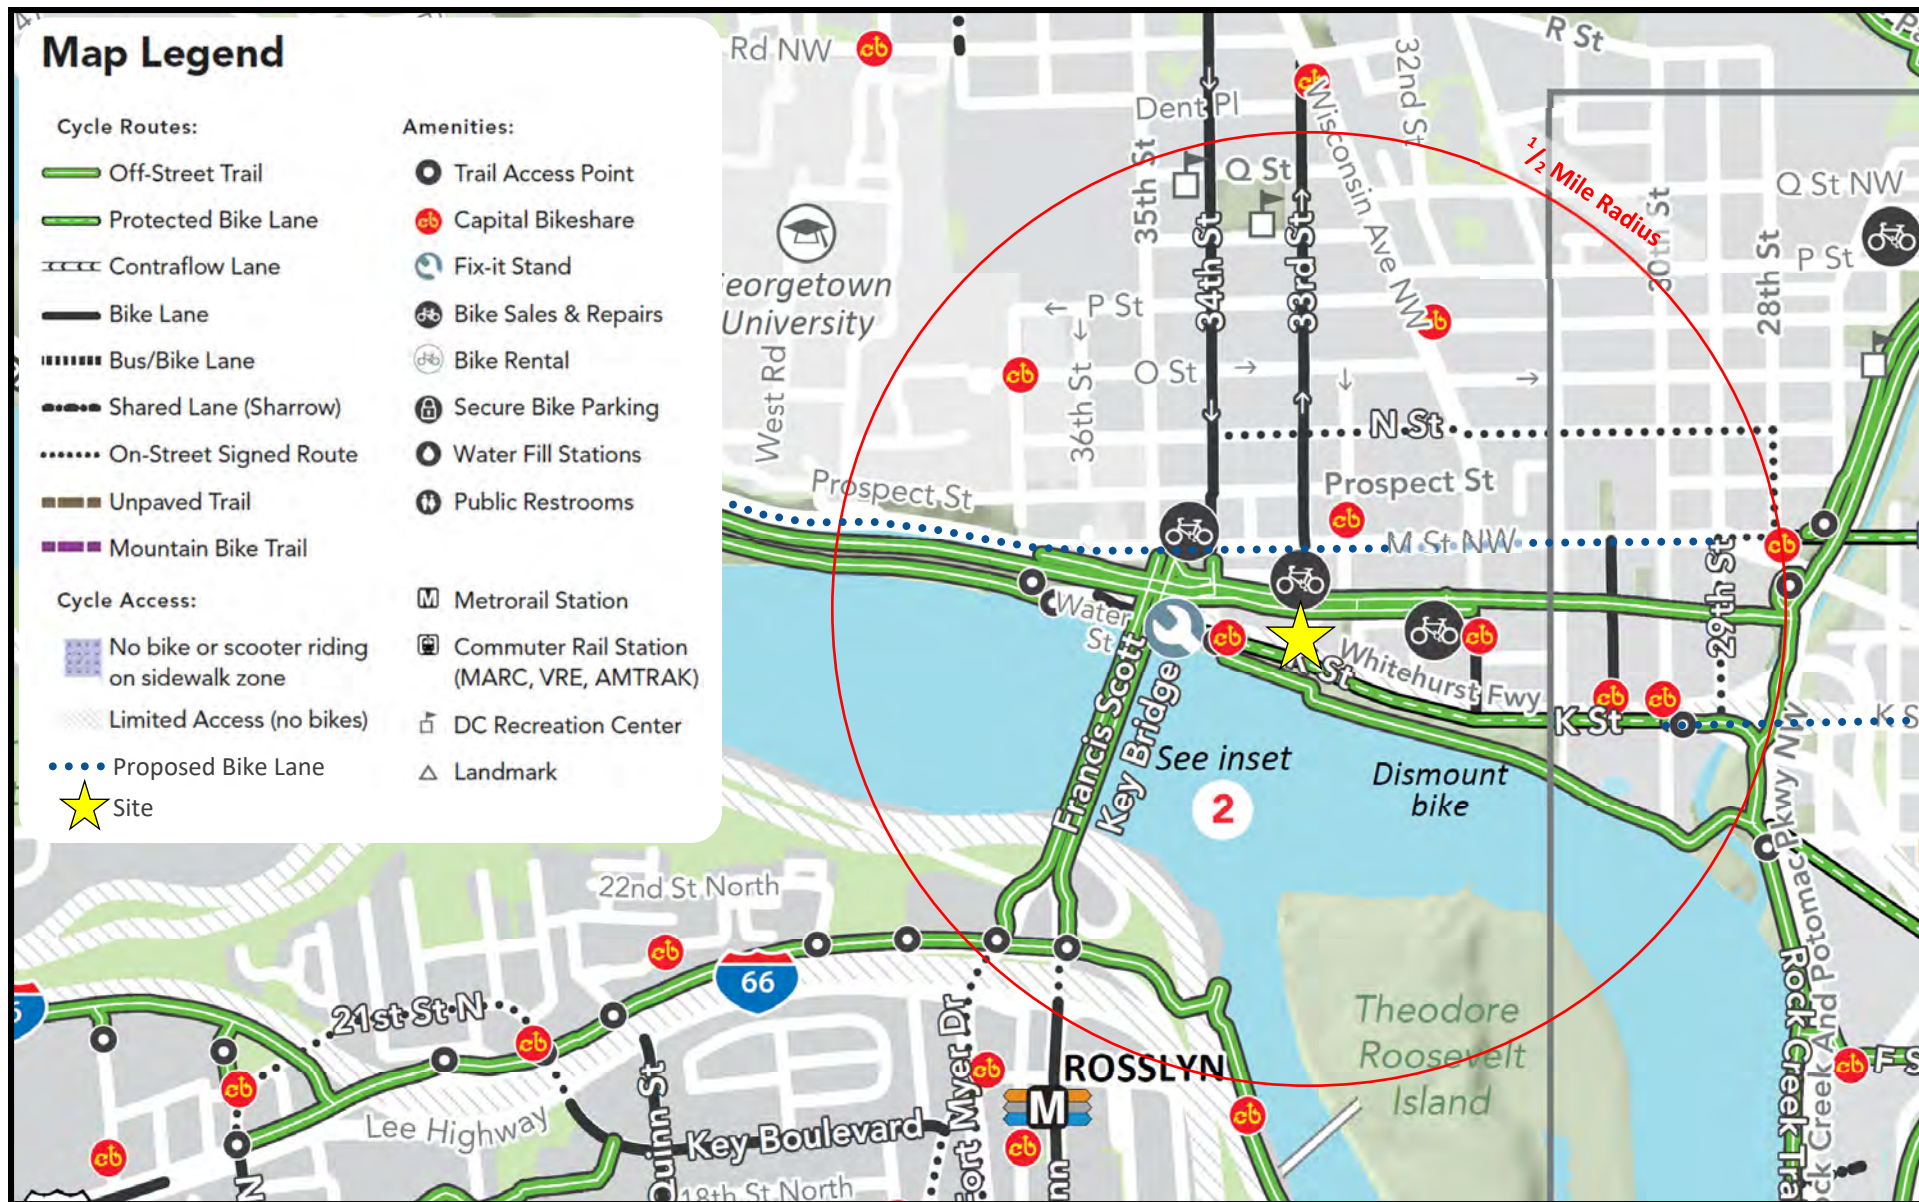 Map Legend
Cycle Routes:
Off-Street Trail
Protected Bike Lane
Contraflow Lane
Bike Lane
Bus/Bike Lane
Shared Lane (Sharrow)
On-Street Signed Route
Unpaved Trail
Mountain Bike Trail
Cycle Access:
No bike or scooter riding
on sidewalk zone
Limited Access (no bikes)
Proposed Bike Lane
Site
Amenities:
Trail Access Point
cb Capital Bikeshare
Fix-it Stand
Bike Sales & Repairs
Bike Rental
Secure Bike Parking
Water Fill Stations
Public Restrooms
M Metrorail Station
Commuter Rail Station
(MARC, VRE, AMTRAK)
DC Recreation Center
Landmark
Rd NW
R St
32nd St
Dent Pl
Wisconsin Ave NW
1/2 Mile Radius
35th St
Q St
Q St NW
34th St
33rd St
30th St
28th St
P St
eorgetown
University
P St
36th St
O St
West Rd
N St
Prospect St
Prospect St
M St NW
29th St
Water
St
K St
Whitehurst Fwy
K St
K S
Francis Scott
Key Bridge
See inset
2
Dismount
bike
22nd St North
66
21st St N
Lee Highway
Quinn St
Key Boulevard
18th St North
Fort Myer Dr
ROSSLYN
M
nn
N
Theodore
Roosevelt
Island
Rock Creek Tra
ock Creek And Potomac Pkwy NW
F S